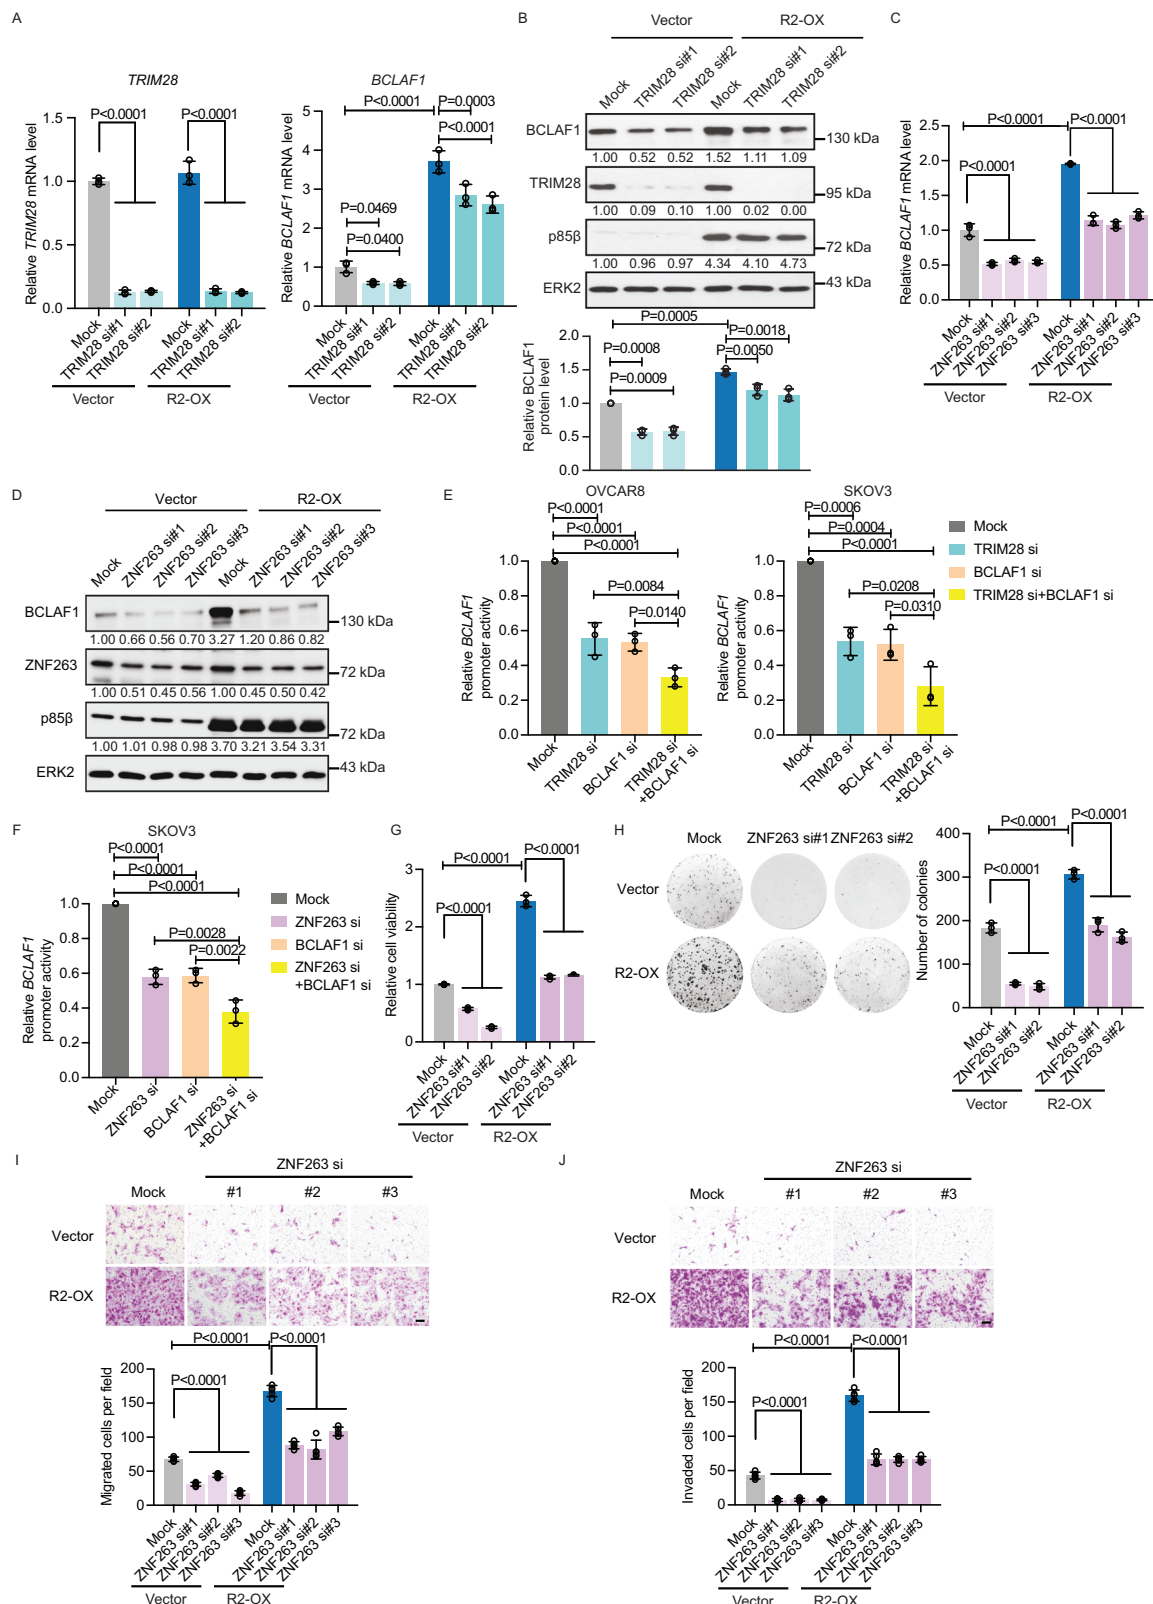 A
TRIM28
Relative TRIM28 mRNA level
P<0.0001
P<0.0001
1.5
1.0
0.5
0.0
Mock
TRIM28 si#1
TRIM28 si#2
Mock
TRIM28 si#1
TRIM28 si#2
Vector
R2-OX
BCLAF1
Relative BCLAF1 mRNA level
P<0.0001
P=0.0003
P<0.0001
P=0.0469
P=0.0400
5
4
3
2
1
0
Mock
TRIM28 si#1
TRIM28 si#2
Mock
TRIM28 si#1
TRIM28 si#2
Vector
R2-OX
B
Vector
R2-OX
Mock
TRIM28 si#1
TRIM28 si#2
Mock
TRIM28 si#1
TRIM28 si#2
BCLAF1
130 kDa
1.00 0.52 0.52 1.52 1.11 1.09
TRIM28
95 kDa
1.00 0.09 0.10 1.00 0.02 0.00
p85β
72 kDa
1.00 0.96 0.97 4.34 4.10 4.73
ERK2
43 kDa
Relative BCLAF1
protein level
P=0.0005
P=0.0018
P=0.0008
P=0.0050
P=0.0009
2.0
1.5
1.0
0.5
0.0
C
Relative BCLAF1 mRNA level
P<0.0001
P<0.0001
P<0.0001
2.5
2.0
1.5
1.0
0.5
0.0
Mock
ZNF263 si#1
ZNF263 si#2
ZNF263 si#3
Mock
ZNF263 si#1
ZNF263 si#2
ZNF263 si#3
Vector
R2-OX
D
Vector
R2-OX
Mock
ZNF263 si#1
ZNF263 si#2
ZNF263 si#3
Mock
ZNF263 si#1
ZNF263 si#2
ZNF263 si#3
BCLAF1
130 kDa
1.00 0.66 0.56 0.70 3.27 1.20 0.86 0.82
ZNF263
72 kDa
1.00 0.51 0.45 0.56 1.00 0.45 0.50 0.42
p85β
72 kDa
1.00 1.01 0.98 0.98 3.70 3.21 3.54 3.31
ERK2
43 kDa
E
OVCAR8
P<0.0001
P<0.0001
P<0.0001
P=0.0084
P=0.0140
Relative BCLAF1
promoter activity
1.0
0.8
0.6
0.4
0.2
0.0
Mock
TRIM28 si
BCLAF1 si
TRIM28 si
+BCLAF1 si
SKOV3
P=0.0006
P=0.0004
P<0.0001
P=0.0208
P=0.0310
Relative BCLAF1
promoter activity
1.0
0.8
0.6
0.4
0.2
0.0
Mock
TRIM28 si
BCLAF1 si
TRIM28 si
+BCLAF1 si
Mock
TRIM28 si
BCLAF1 si
TRIM28 si+BCLAF1 si
F
SKOV3
P<0.0001
P<0.0001
P<0.0001
P=0.0028
P=0.0022
Relative BCLAF1
promoter activity
1.0
0.8
0.6
0.4
0.2
0.0
Mock
ZNF263 si
BCLAF1 si
ZNF263 si
+BCLAF1 si
Mock
ZNF263 si
BCLAF1 si
ZNF263 si
+BCLAF1 si
G
Relative cell viability
P<0.0001
P<0.0001
P<0.0001
3
2
1
0
Mock
ZNF263 si#1
ZNF263 si#2
Mock
ZNF263 si#1
ZNF263 si#2
Vector
R2-OX
H
Mock
ZNF263 si#1
ZNF263 si#2
Vector
R2-OX
Number of colonies
P<0.0001
P<0.0001
P<0.0001
400
300
200
100
0
Mock
ZNF263 si#1
ZNF263 si#2
Mock
ZNF263 si#1
ZNF263 si#2
Vector
R2-OX
I
ZNF263 si
Mock
#1
#2
#3
Vector
R2-OX
Migrated cells per field
P<0.0001
P<0.0001
P<0.0001
200
150
100
50
0
Mock
ZNF263 si#1
ZNF263 si#2
ZNF263 si#3
Mock
ZNF263 si#1
ZNF263 si#2
ZNF263 si#3
Vector
R2-OX
J
ZNF263 si
Mock
#1
#2
#3
Vector
R2-OX
Invaded cells per field
P<0.0001
P<0.0001
P<0.0001
200
150
100
50
0
Mock
ZNF263 si#1
ZNF263 si#2
ZNF263 si#3
Mock
ZNF263 si#1
ZNF263 si#2
ZNF263 si#3
Vector
R2-OX